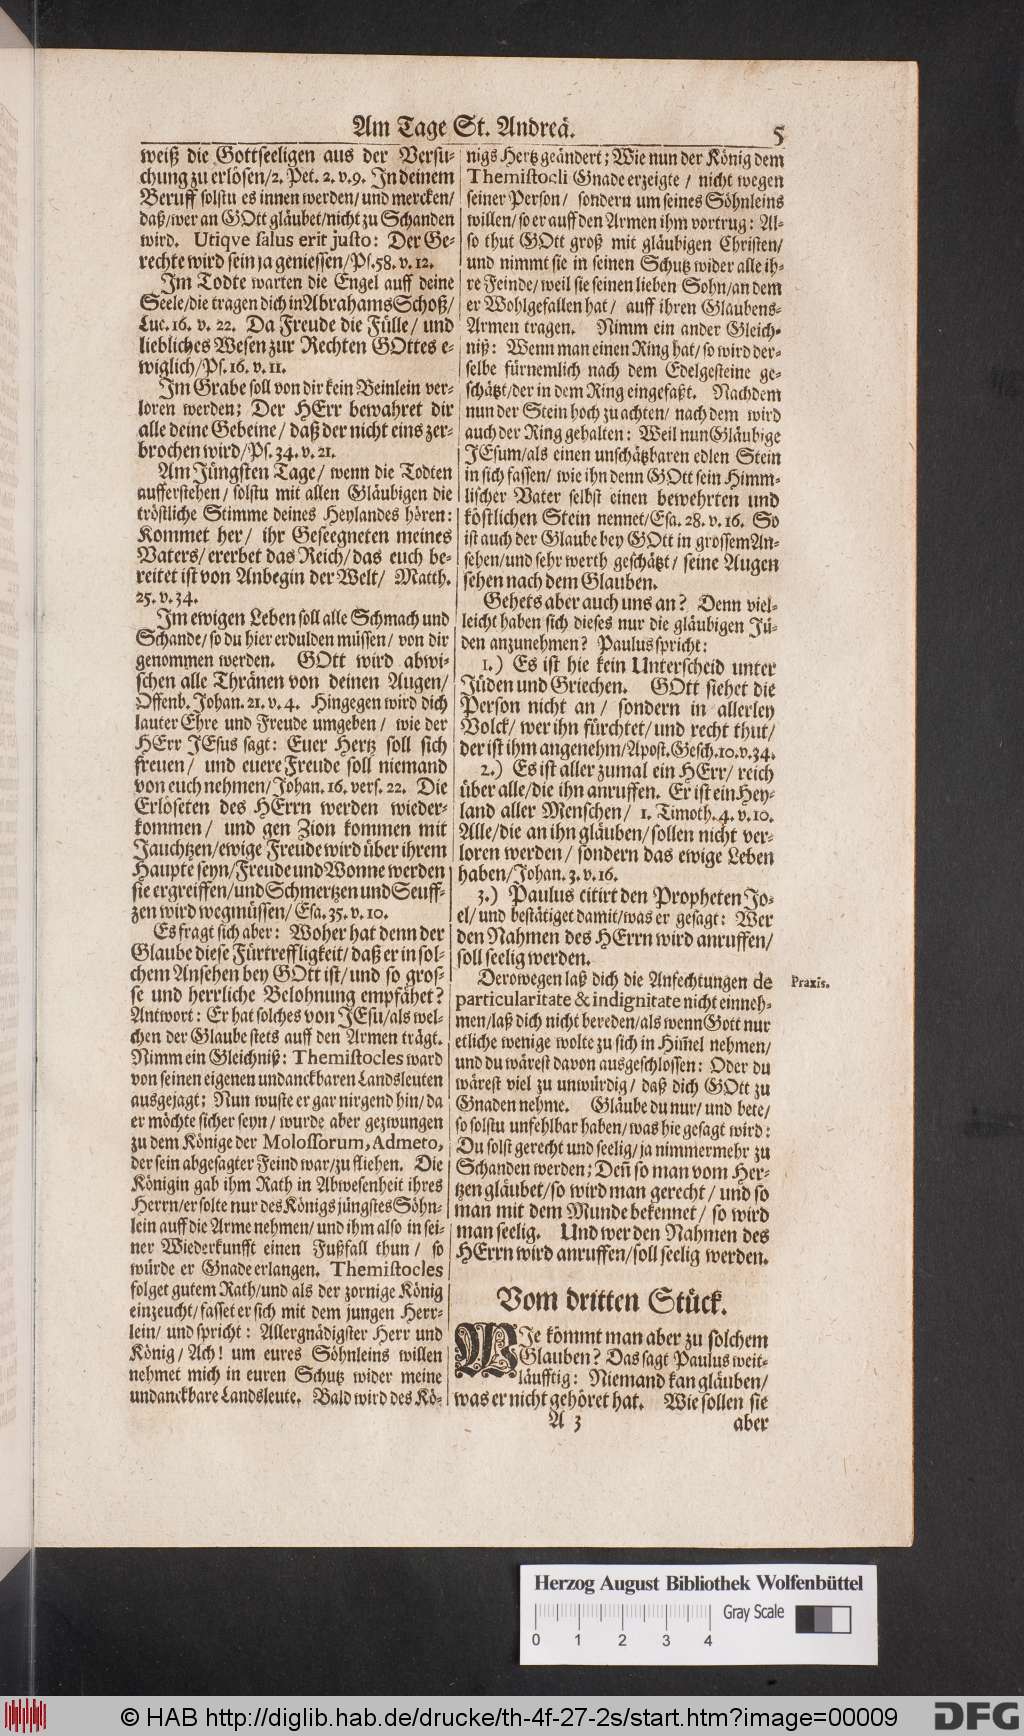 Am Tage St. Andreä.
5
weiß die Gottseeligen aus der Versu-
chung zu erlösen/2. Pet. 2. v. 9. In deinem
Beruff solstu es innen werden/und mercken/
daß/wer an GOtt gläubet/nicht zu Schanden
wird. Utiqve salus erit justo: Der Ge-
rechte wird sein ja geniessen/Ps. 58. v. 12.
Im Todte warten die Engel auff deine
Seele/die tragen dich in Abrahams Schoß/
Luc. 16. v. 22. Da Freude die Fülle/ und
liebliches Wesen zur Rechten GOttes e-
wiglich/Ps. 16. v. 11.
Im Grabe soll von dir kein Beinlein ver-
loren werden; Der HErr bewahret dir
alle deine Gebeine/ daß der nicht eins zer-
brochen wird/Ps. 34. v. 21.
Am Jüngsten Tage/ wenn die Todten
aufferstehen/ solstu mit allen Gläubigen die
tröstliche Stimme deines Heylandes hören:
Kommet her/ ihr Geseegneten meines
Vaters/ ererbet das Reich/das euch be-
reitet ist von Anbegin der Welt/ Matth.
25. v. 34.
Im ewigen Leben soll alle Schmach und
Schande/so du hier erdulden müssen/ von dir
genommen werden. GOtt wird abwi-
schen alle Thränen von deinen Augen/
Offenb. Johan. 21. v. 4. Hingegen wird dich
lauter Ehre und Freude umgeben/ wie der
HErr JEsus sagt: Euer Hertz soll sich
freuen/ und euere Freude soll niemand
von euch nehmen/Johan. 16. vers. 22. Die
Erlöseten des HErrn werden wieder-
kommen/ und gen Zion kommen mit
Jauchtzen/ewige Freude wird über ihrem
Haupte seyn/Freude und Wonne werden
sie ergreiffen/und Schmertzen und Seuff-
zen wird wegmüssen/ Esa. 35. v. 10.
Es fragt sich aber: Woher hat denn der
Glaube diese Fürtreffligkeit/daß er in sol-
chem Ansehen bey GOtt ist/und so gros-
se und herrliche Belohnung empfähet?
Antwort: Er hat solches von JEsu/als wel-
chen der Glaube stets auff den Armen trägt.
Nimm ein Gleichniß: Themistocles ward
von seinen eigenen undanckbaren Landsleuten
ausgejagt: Nun wuste er gar nirgend hin/da
er möchte sicher seyn/ wurde aber gezwungen
zu dem Könige der Molossorum, Admeto,
der sein abgesagter Feind war/zu fliehen. Die
Königin gab ihm Rath in Abwesenheit ihres
Herrn/er solte nur des Königs jüngstes Söhn-
lein auff die Arme nehmen/und ihm also in sei-
ner Wiederkunfft einen Fußfall thun/ so
würde er Gnade erlangen. Themistocles
folget gutem Rath/und als der zornige König
einzeucht/fasset er sich mit dem jungen Herr-
lein/ und spricht: Allergnädigster Herr und
König/ Ach! um eures Söhnleins willen
nehmet mich in euren Schutz wider meine
undanckbare Landsleute. Bald wird des Kö-
nigs Hertz geändert; Wie nun der König dem
Themistocli Gnade erzeigte/ nicht wegen
seiner Person/ sondern um seines Söhnleins
willen/so er auff den Armen ihm vortrug: Al-
so thut GOtt groß mit gläubigen Christen/
und nimmt sie in seinen Schutz wider alle ih-
re Feinde/weil sie seinen lieben Sohn/an dem
er Wohlgefallen hat/ auff ihren Glaubens-
Armen tragen. Nimm ein ander Gleich-
niß: Wenn man einen Ring hat/so wird der-
selbe fürnemlich nach dem Edelgesteine ge-
schätzt/der in dem Ring eingefaßt. Nachdem
nun der Stein hoch zu achten/ nach dem wird
auch der Ring gehalten: Weil nun Gläubige
JEsum/als einen unschätzbaren edlen Stein
in sich fassen/ wie ihn denn GOtt sein Himm-
lischer Vater selbst einen bewehrten und
köstlichen Stein nennet/Esa. 28. v. 16. So
ist auch der Glaube bey GOtt in grossem An-
sehen/und sehr werth geschätzt/ seine Augen
sehen nach dem Glauben.
Gehets aber auch uns an? Denn viel-
leicht haben sich dieses nur die gläubigen Jü-
den anzunehmen? Paulus spricht:
1.) Es ist hie kein Unterscheid unter
Jüden und Griechen. GOtt siehet die
Person nicht an/ sondern in allerley
Volck/ wer ihn fürchtet/und recht thut/
der ist ihm angenehm/Apost. Gesch. 10. v. 34.
2.) Es ist aller zumal ein HErr/ reich
über alle/die ihn anruffen. Er ist ein Hey-
land aller Menschen/ 1. Timoth. 4. v. 10.
Alle/die an ihn gläuben/sollen nicht ver-
loren werden/ sondern das ewige Leben
haben/Johan. 3. v. 16.
3.) Paulus citirt den Propheten Jo-
el/und bestätiget damit/was er gesagt: Wer
den Nahmen des HErrn wird anruffen/
soll seelig werden.
Derowegen laß dich die Anfechtungen de
particularitate & indignitate nicht einneh-
men/laß dich nicht bereden/als wenn Gott nur
etliche wenige wolte zu sich in Him̄el nehmen/
und du wärest davon ausgeschlossen: Oder du
wärest viel zu unwürdig/ daß dich GOtt zu
Gnaden nehme. Gläube du nur/ und bete/
so solstu unfehlbar haben/was hie gesagt wird:
Du solst gerecht und seelig/ja nimmermehr zu
Schanden werden; Deñ so man vom Her-
tzen gläubet/so wird man gerecht/ und so
man mit dem Munde bekennet/ so wird
man seelig. Und wer den Nahmen des
HErrn wird anruffen/soll seelig werden.
Praxis.
Vom dritten Stück.
WJe kömmt man aber zu solchem
Glauben? Das sagt Paulus weit-
läufftig: Niemand kan gläuben/
was er nicht gehöret hat. Wie sollen sie
A 3
aber
Herzog August Bibliothek Wolfenbüttel
Gray Scale
0 1 2 3 4
© HAB http://diglib.hab.de/drucke/th-4f-27-2s/start.htm?image=00009
DFG